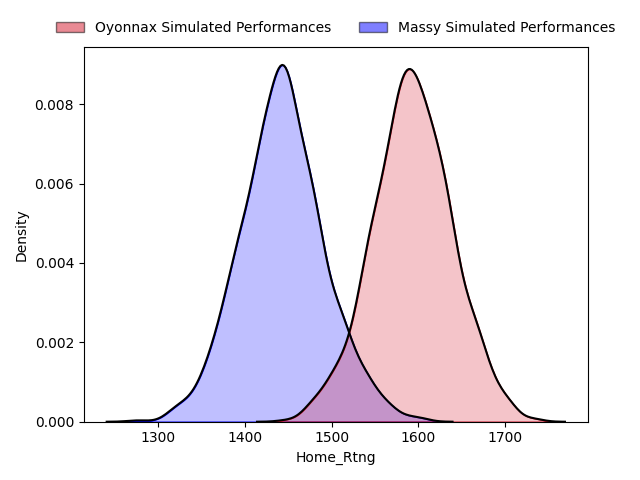 Oyonnax Simulated Performances Massy Simulated Performances
0.008
0.006
0.004
0.002
0.000
Density
1300 1400 1500 1600 1700
Home_Rtng